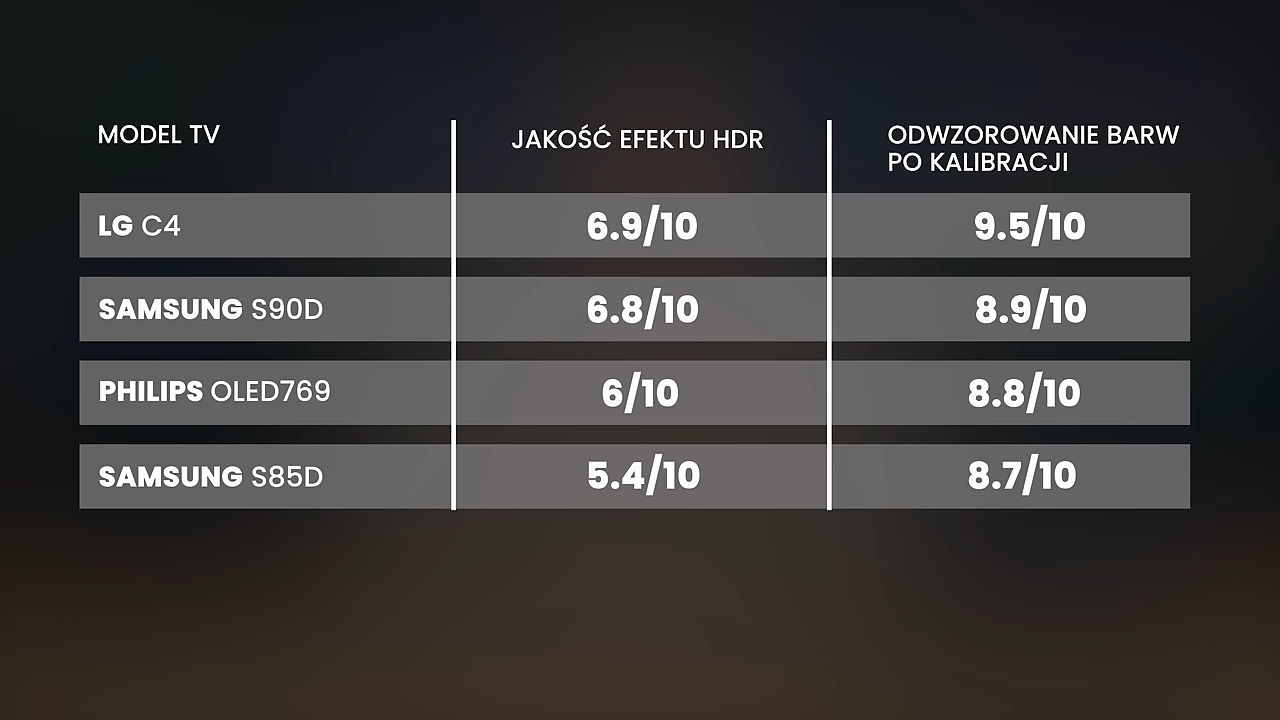 MODEL TV
JAKOŚĆ EFEKTU HDR
ODWZOROWANIE BARW
PO KALIBRACJI
LG C4 6.9/10 9.5/10
SAMSUNG S90D 6.8/10 8.9/10
PHILIPS OLED769 6/10 8.8/10
SAMSUNG S85D 5.4/10 8.7/10